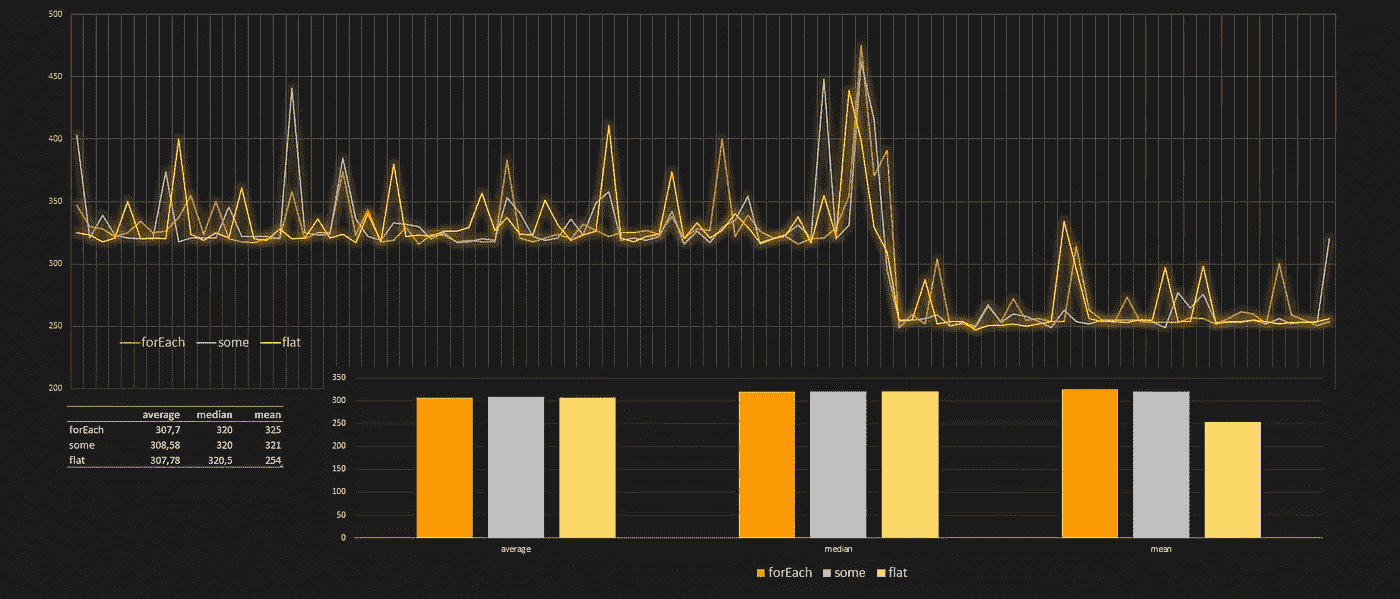 500
450
400
350
300
250
200
forEach some flat
average median mean
forEach 307,7 320 325
some 308,58 320 321
flat 307,78 320,5 254
350
300
250
200
150
100
50
0
average median mean
forEach some flat